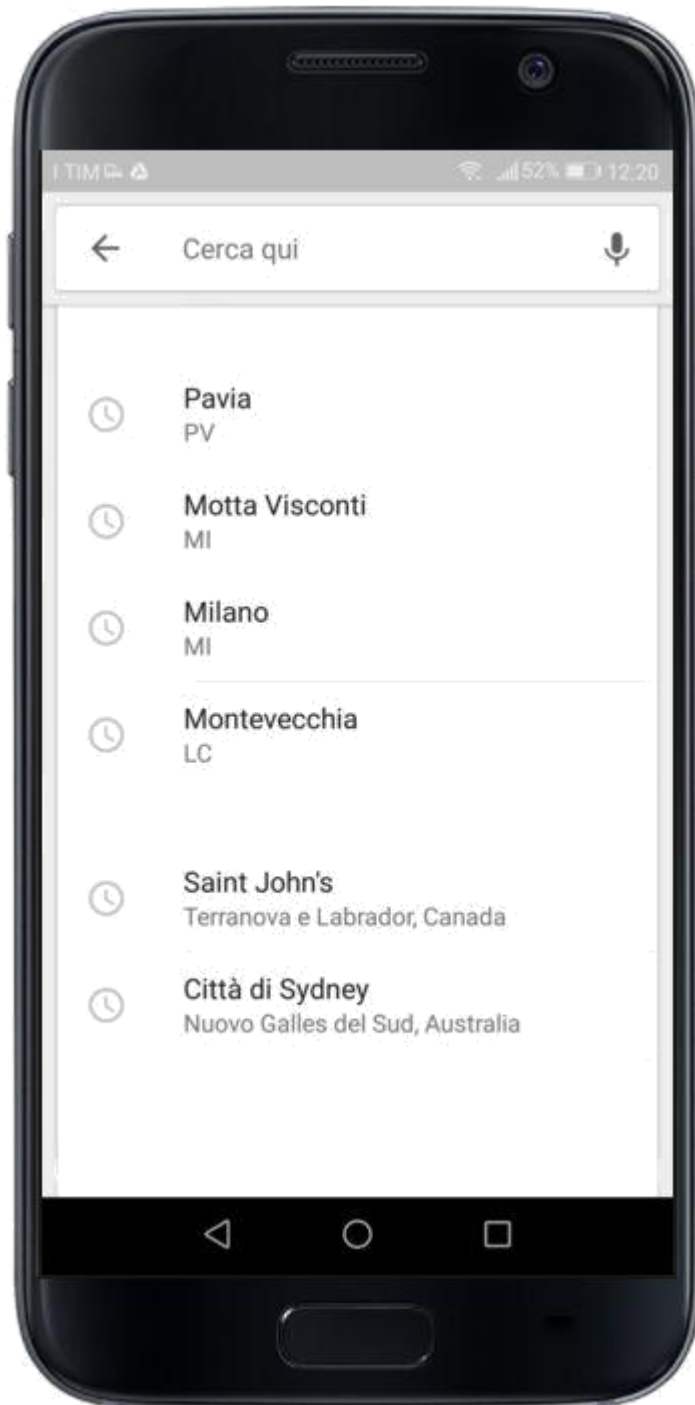 I TIM 52% 12:20
Cerca qui
Pavia
PV
Motta Visconti
MI
Milano
MI
Montevecchia
LC
Saint John's
Terranova e Labrador, Canada
Città di Sydney
Nuovo Galles del Sud, Australia